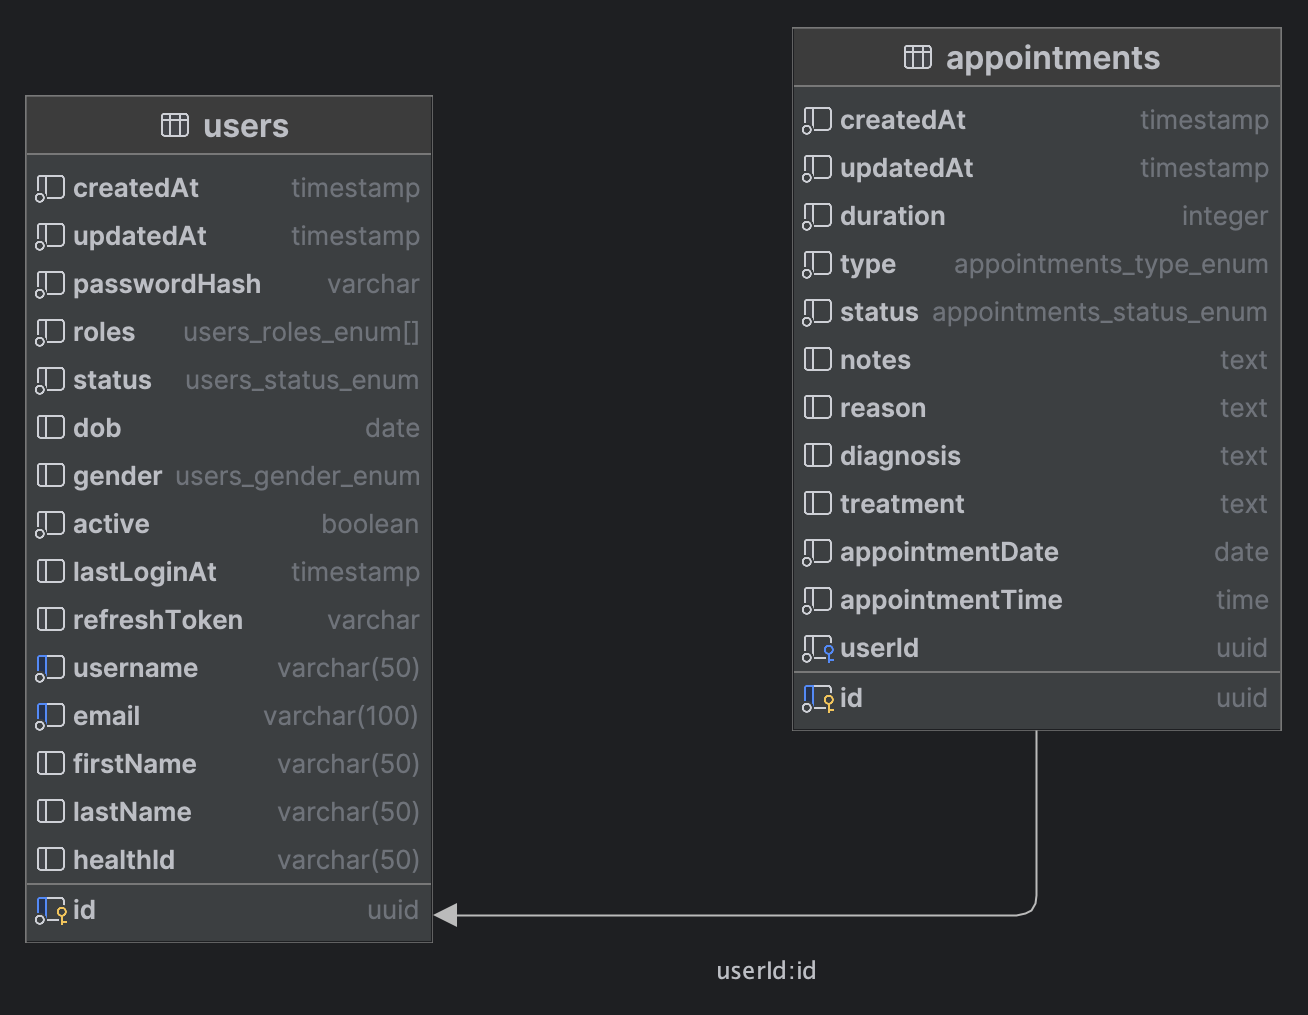 users
createdAt timestamp
updatedAt timestamp
passwordHash varchar
roles users_roles_enum[]
status users_status_enum
dob date
gender users_gender_enum
active boolean
lastLoginAt timestamp
refreshToken varchar
username varchar(50)
email varchar(100)
firstName varchar(50)
lastName varchar(50)
healthId varchar(50)
id uuid
appointments
createdAt timestamp
updatedAt timestamp
duration integer
type appointments_type_enum
status appointments_status_enum
notes text
reason text
diagnosis text
treatment text
appointmentDate date
appointmentTime time
userId uuid
id uuid
userId:id